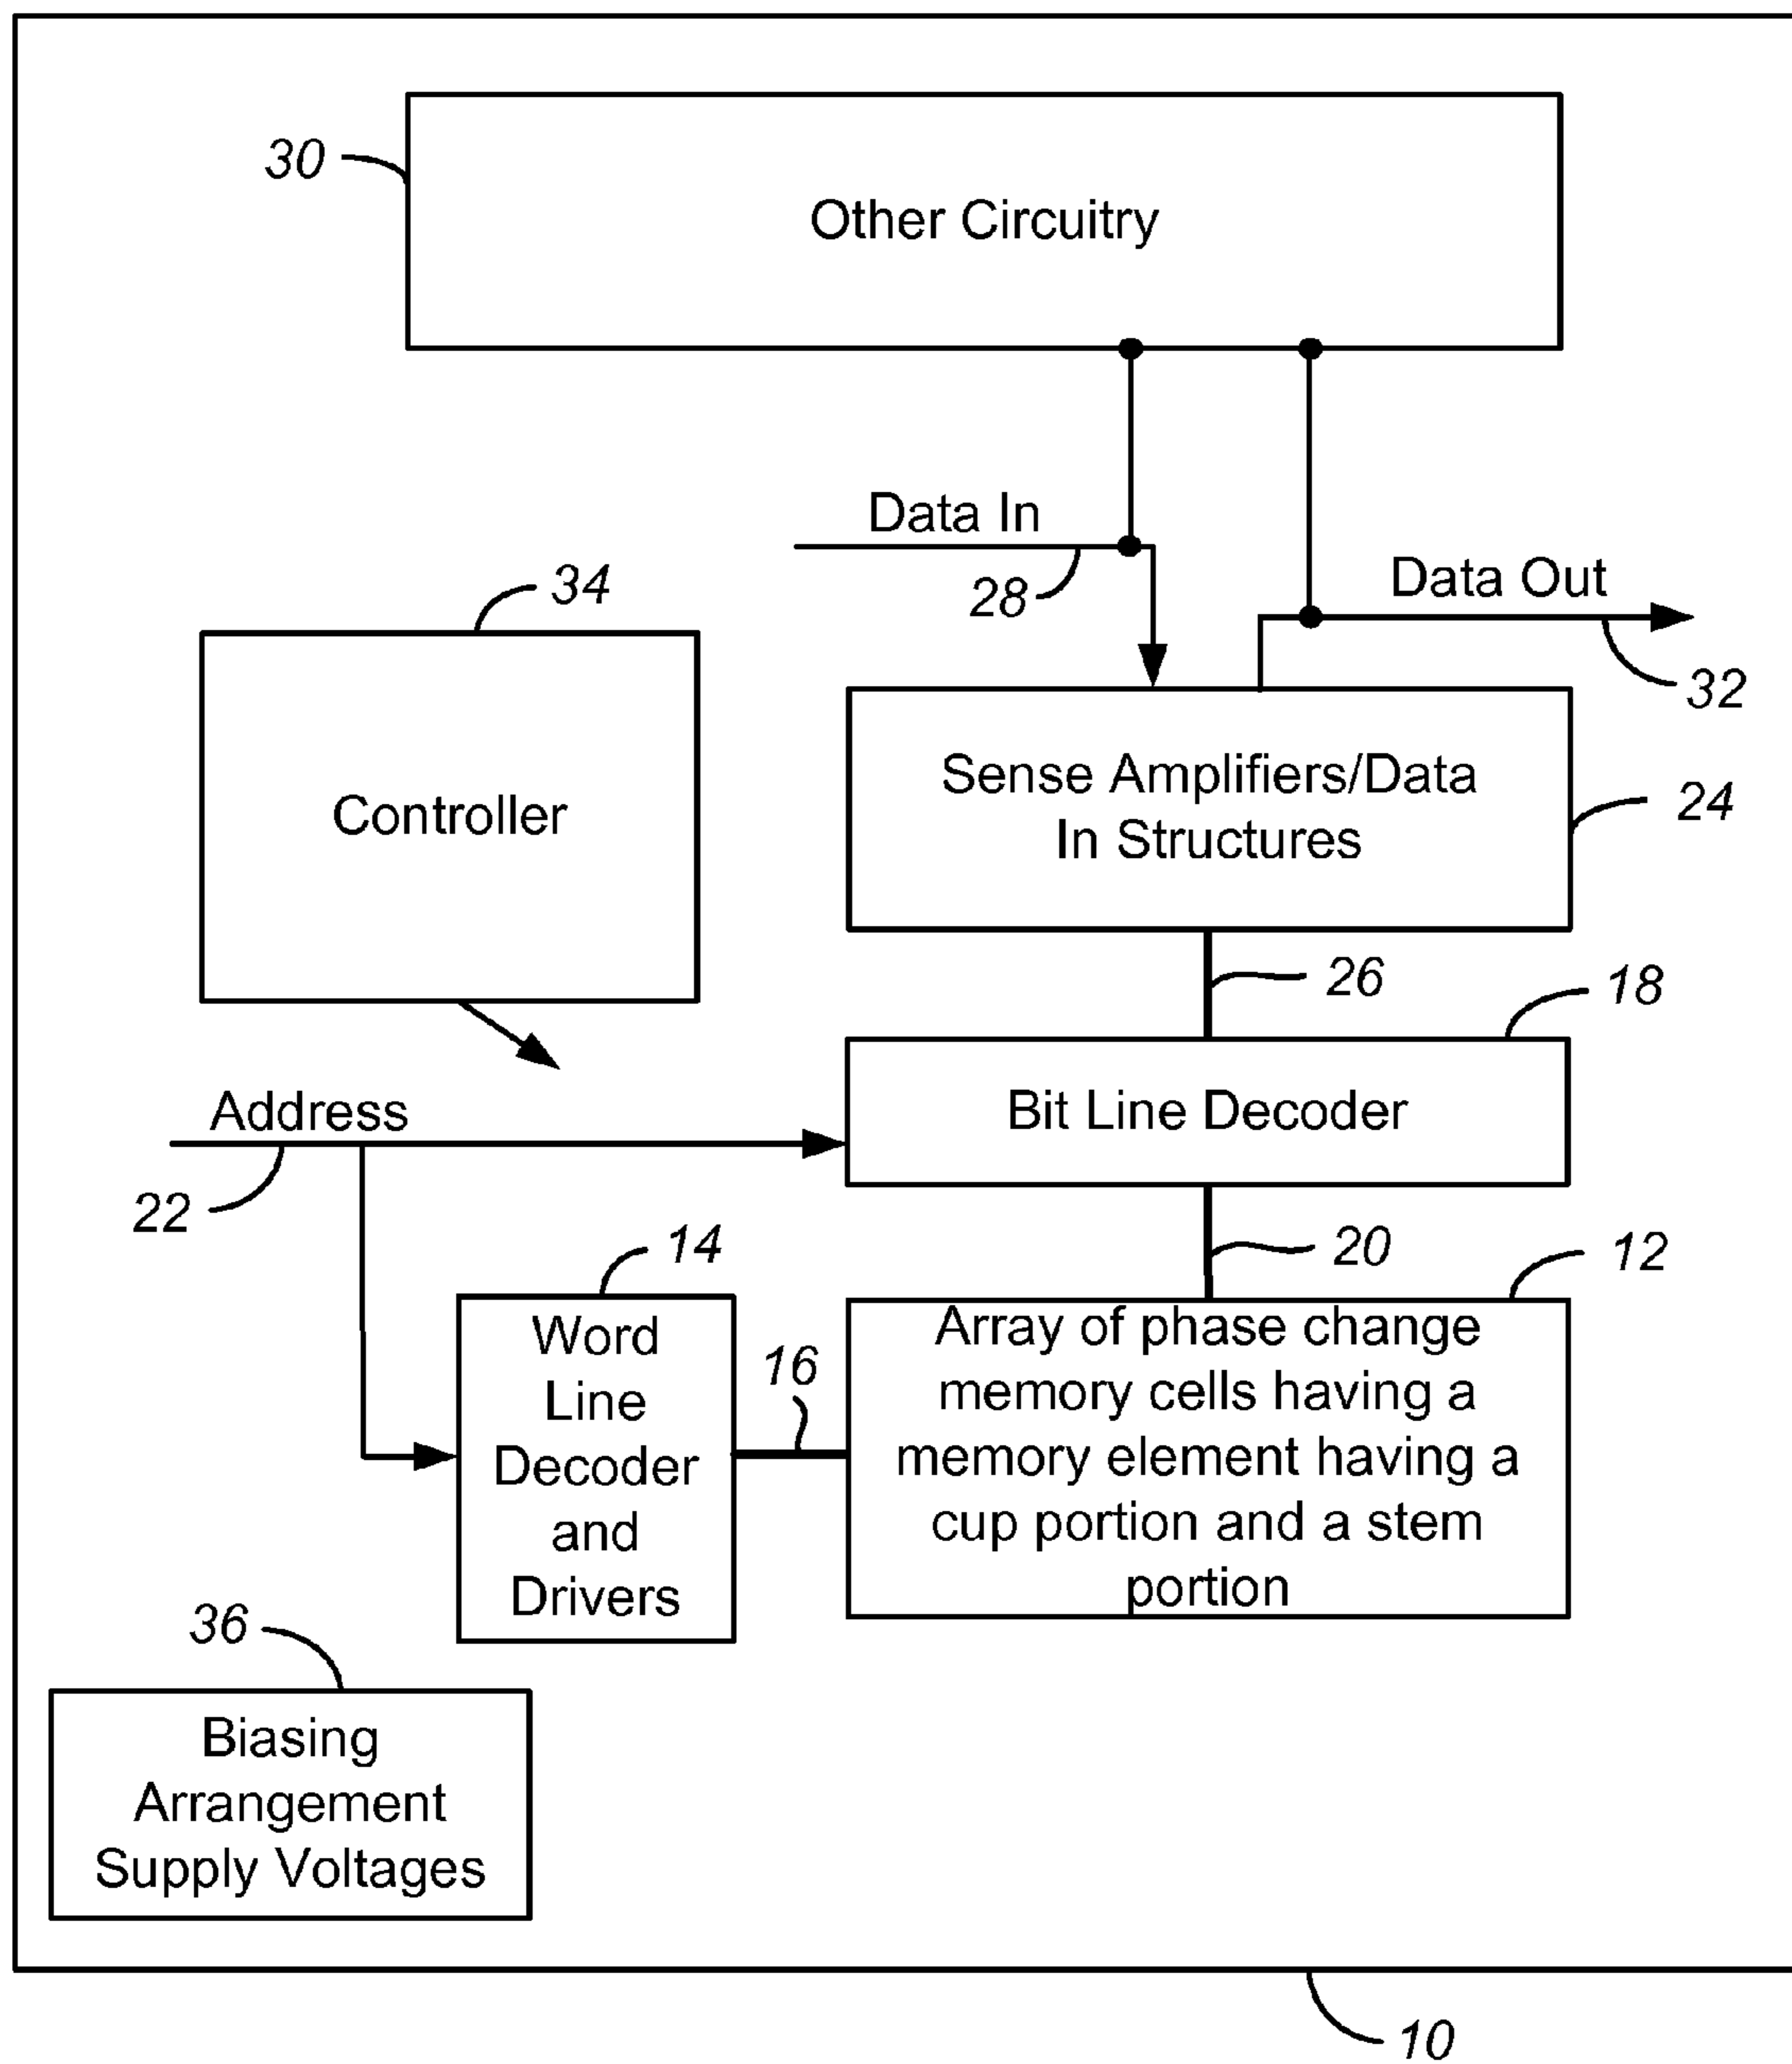 30
Other Circuitry
Data In
28
Data Out
32
34
Controller
Sense Amplifiers/Data
In Structures
24
26
18
Address
22
Bit Line Decoder
20
14
12
Word
Line
Decoder
and
Drivers
16
Array of phase change
memory cells having a
memory element having a
cup portion and a stem
portion
36
Biasing
Arrangement
Supply Voltages
10